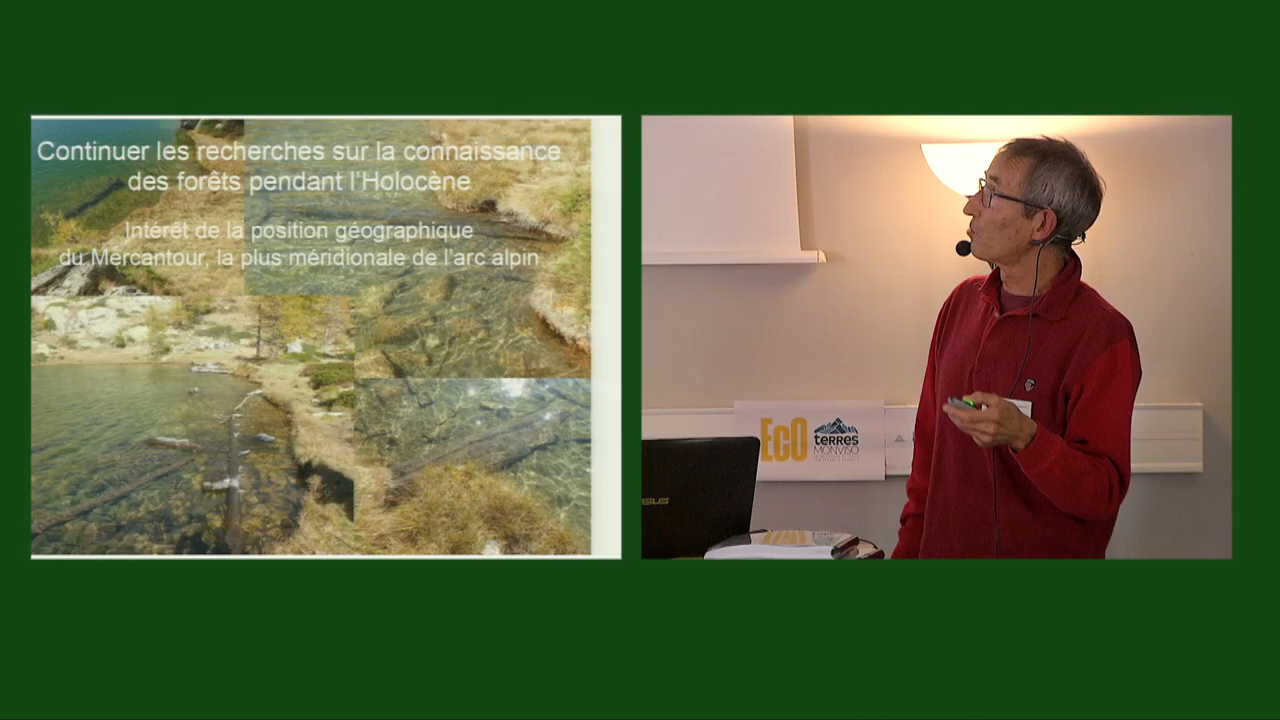 Continuer les recherches sur la connaissance
des forêts pendant l'Holocène
Intérêt de la position géographique
du Mercantour, la plus méridionale de l'arc alpin
EcO
terres
MONVISO